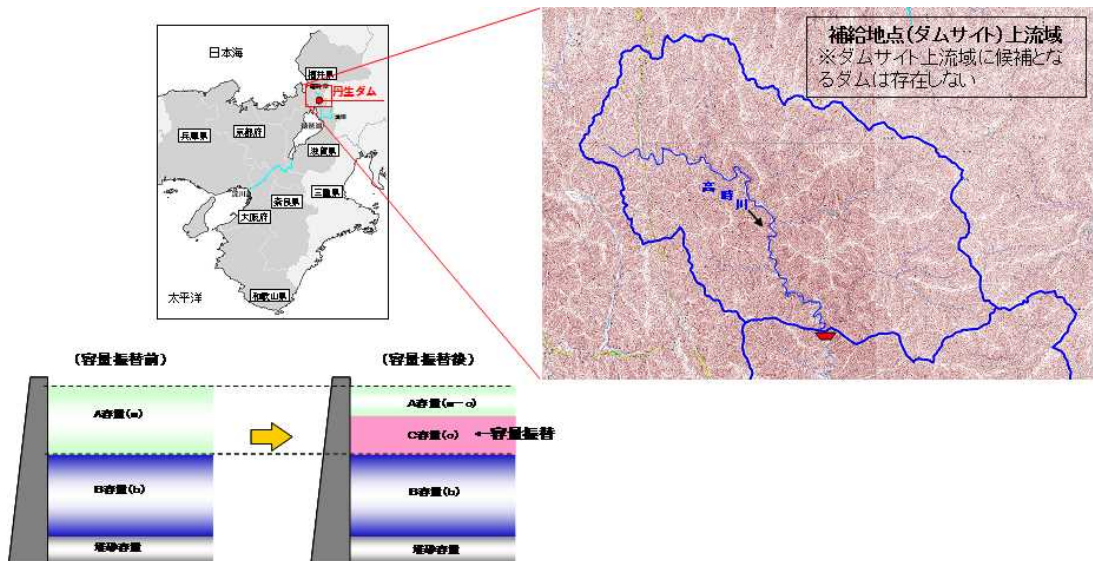 日本海
福井県
丹生ダム
兵庫県
京都府
滋賀県
三重県
奈良県
大阪府
和歌山県
太平洋
補給地点(ダムサイト)上流域
※ダムサイト上流域に候補とな
るダムは存在しない
高時川
(容量振替前)
A容量(a)
B容量(b)
堆砂容量
(容量振替後)
A容量(a-c)
C容量(c)
←容量振替
B容量(b)
堆砂容量